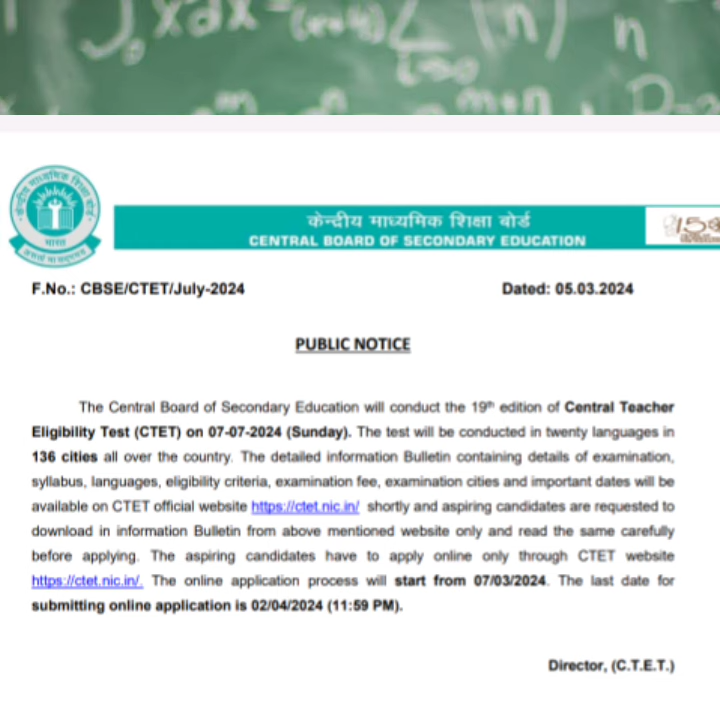 ∫₀ xdx
(n) n
केन्द्रीय माध्यमिक शिक्षा बोर्ड
भारत
केन्द्रीय माध्यमिक शिक्षा बोर्ड
CENTRAL BOARD OF SECONDARY EDUCATION
F.No.: CBSE/CTET/July-2024 Dated: 05.03.2024
PUBLIC NOTICE
The Central Board of Secondary Education will conduct the 19th edition of Central Teacher
Eligibility Test (CTET) on 07-07-2024 (Sunday). The test will be conducted in twenty languages in
136 cities all over the country. The detailed information Bulletin containing details of examination,
syllabus, languages, eligibility criteria, examination fee, examination cities and important dates will be
available on CTET official website https://ctet.nic.in/ shortly and aspiring candidates are requested to
download in information Bulletin from above mentioned website only and read the same carefully
before applying. The aspiring candidates have to apply online only through CTET website
https://ctet.nic.in/. The online application process will start from 07/03/2024. The last date for
submitting online application is 02/04/2024 (11:59 PM).
Director, (C.T.E.T.)